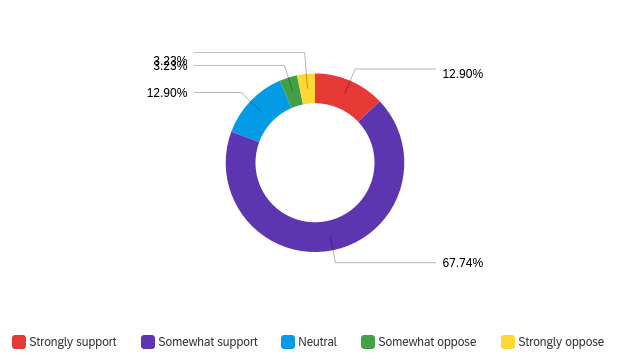 3.23%
3.23%
12.90%
12.90%
67.74%
Strongly support
Somewhat support
Neutral
Somewhat oppose
Strongly oppose